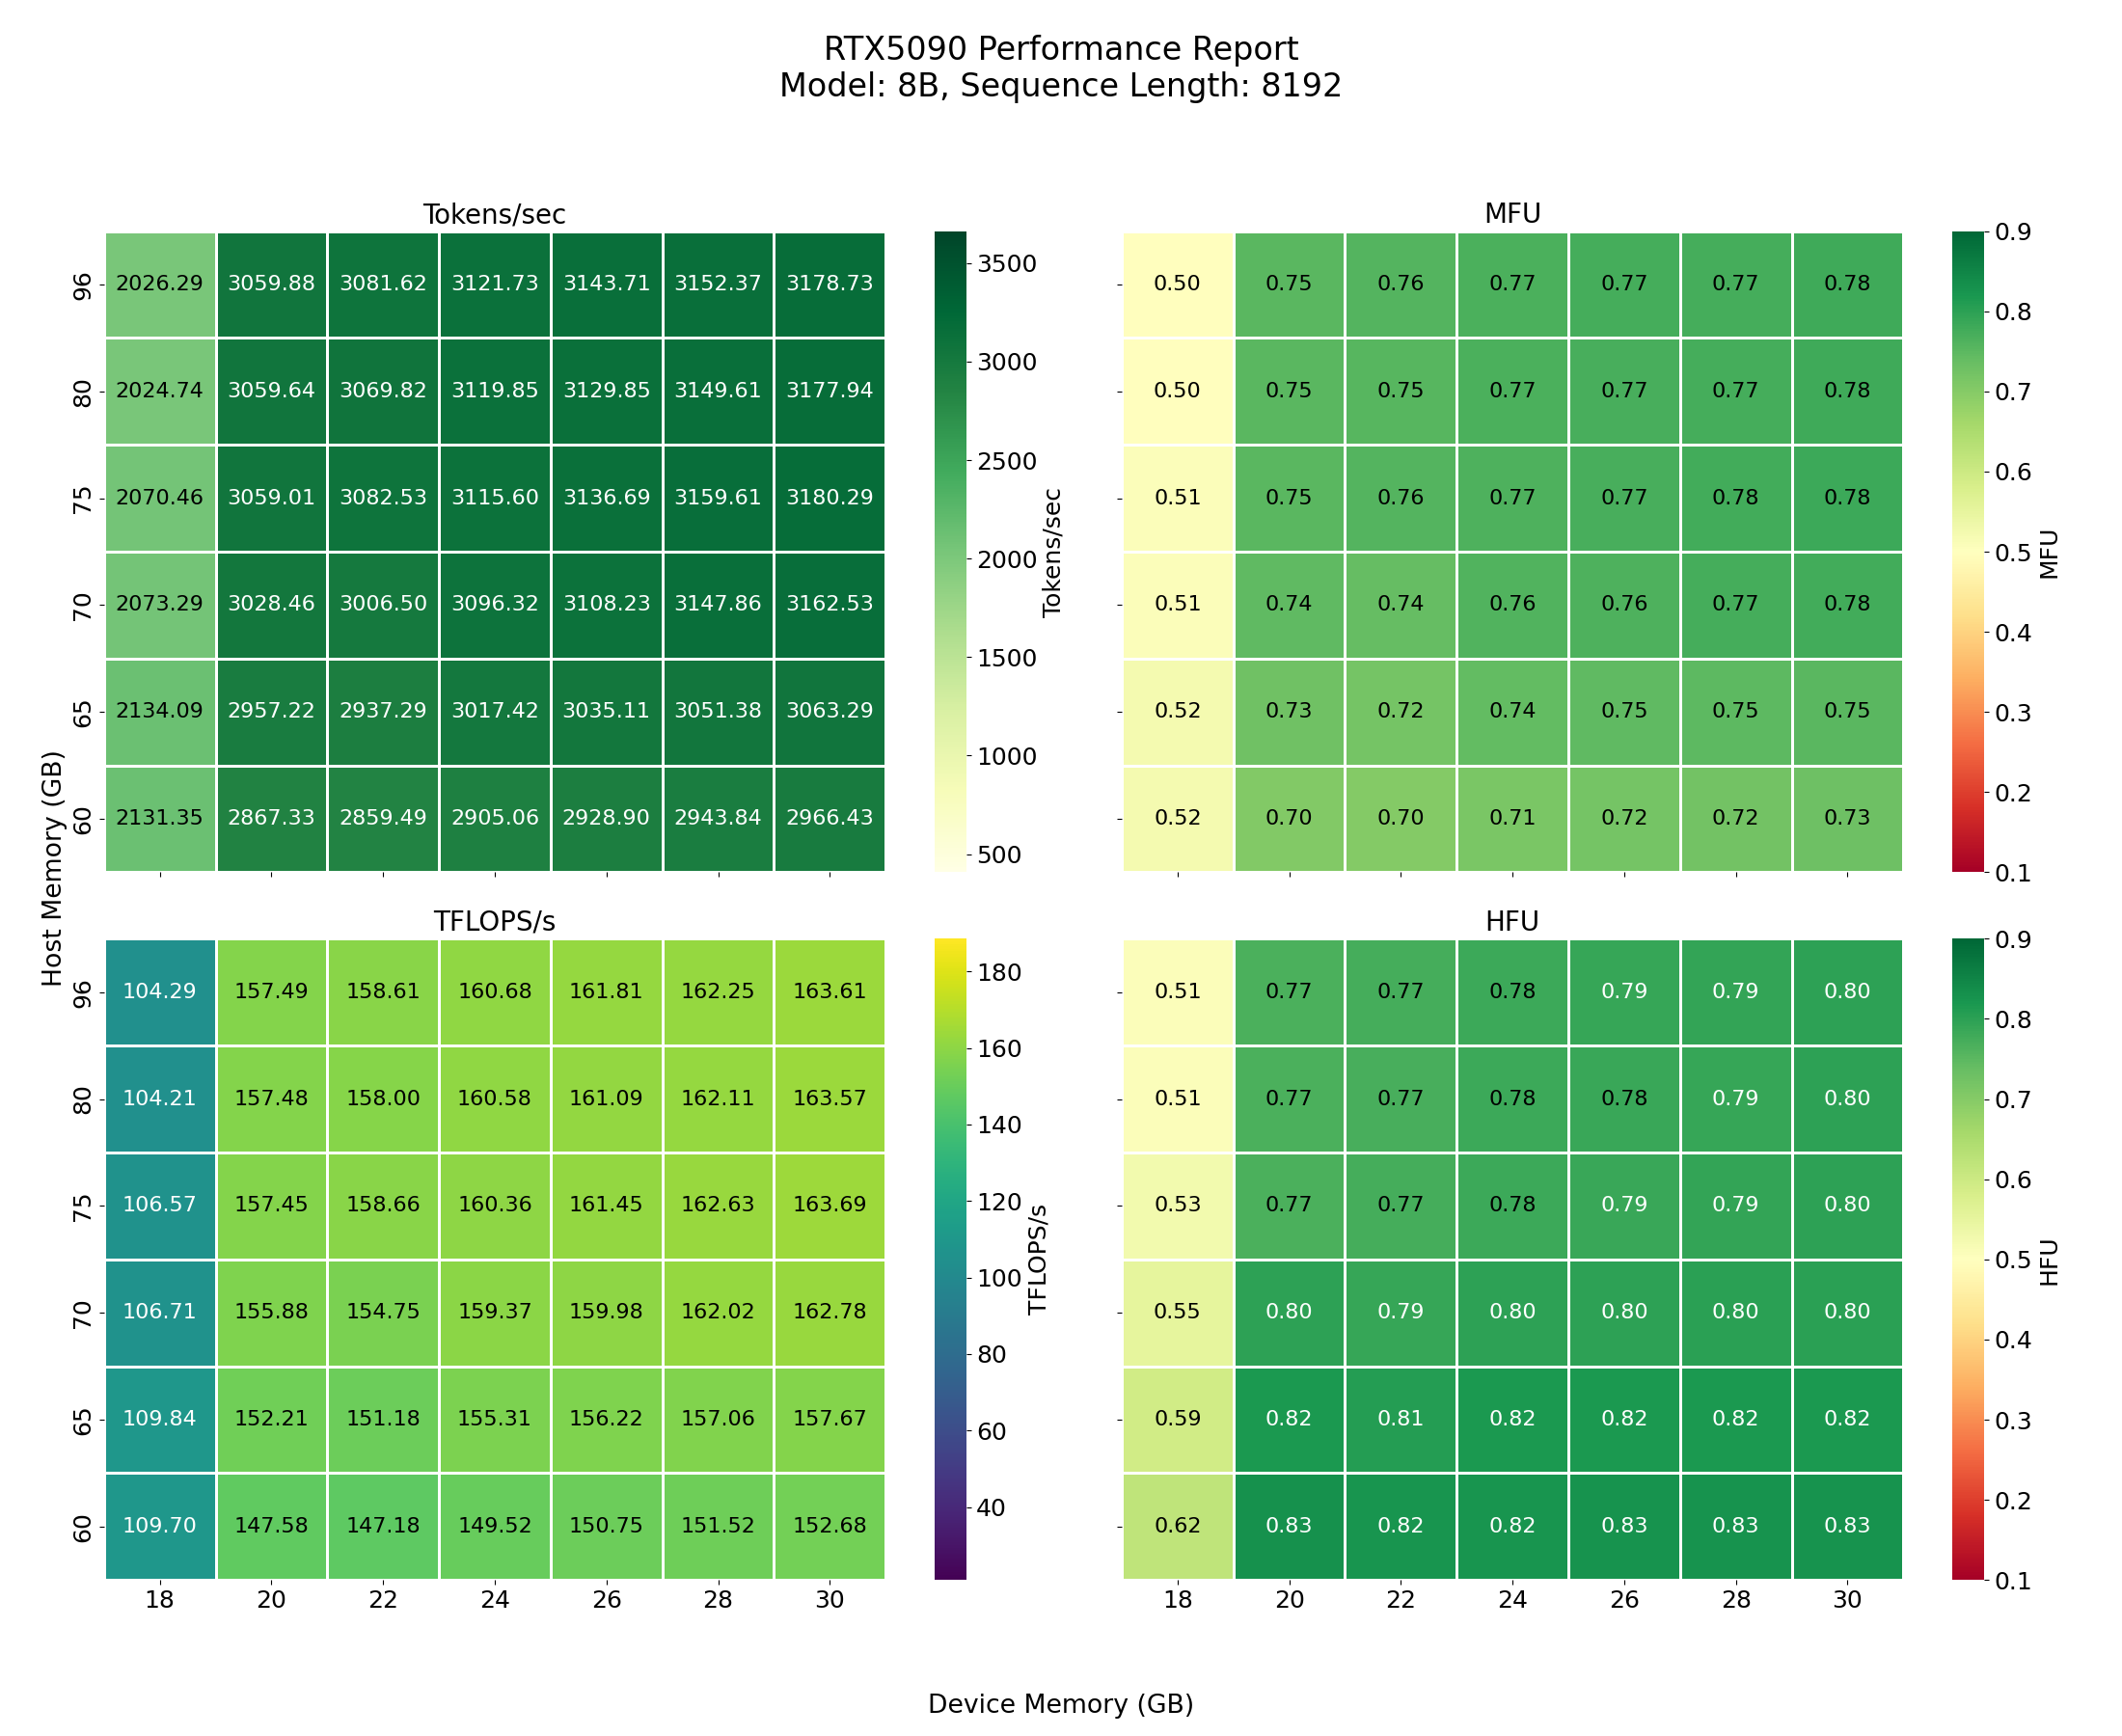 RTX5090 Performance Report
Model: 8B, Sequence Length: 8192
Tokens/sec
96 2026.29 3059.88 3081.62 3121.73 3143.71 3152.37 3178.73
80 2024.74 3059.64 3069.82 3119.85 3129.85 3149.61 3177.94
75 2070.46 3059.01 3082.53 3115.60 3136.69 3159.61 3180.29
70 2073.29 3028.46 3006.50 3096.32 3108.23 3147.86 3162.53
65 2134.09 2957.22 2937.29 3017.42 3035.11 3051.38 3063.29
60 2131.35 2867.33 2859.49 2905.06 2928.90 2943.84 2966.43
3500
3000
2500
2000
1500
1000
500
Tokens/sec
MFU
0.50 0.75 0.76 0.77 0.77 0.77 0.78
0.50 0.75 0.75 0.77 0.77 0.77 0.78
0.51 0.75 0.76 0.77 0.77 0.78 0.78
0.51 0.74 0.74 0.76 0.76 0.77 0.78
0.52 0.73 0.72 0.74 0.75 0.75 0.75
0.52 0.70 0.70 0.71 0.72 0.72 0.73
0.9
0.8
0.7
0.6
0.5
0.4
0.3
0.2
0.1
MFU
Host Memory (GB)
TFLOPS/s
96 104.29 157.49 158.61 160.68 161.81 162.25 163.61
80 104.21 157.48 158.00 160.58 161.09 162.11 163.57
75 106.57 157.45 158.66 160.36 161.45 162.63 163.69
70 106.71 155.88 154.75 159.37 159.98 162.02 162.78
65 109.84 152.21 151.18 155.31 156.22 157.06 157.67
60 109.70 147.58 147.18 149.52 150.75 151.52 152.68
18 20 22 24 26 28 30
180
160
140
120
100
80
60
40
TFLOPS/s
HFU
0.51 0.77 0.77 0.78 0.79 0.79 0.80
0.51 0.77 0.77 0.78 0.78 0.79 0.80
0.53 0.77 0.77 0.78 0.79 0.79 0.80
0.55 0.80 0.79 0.80 0.80 0.80 0.80
0.59 0.82 0.81 0.82 0.82 0.82 0.82
0.62 0.83 0.82 0.82 0.83 0.83 0.83
18 20 22 24 26 28 30
0.9
0.8
0.7
0.6
0.5
0.4
0.3
0.2
0.1
HFU
Device Memory (GB)